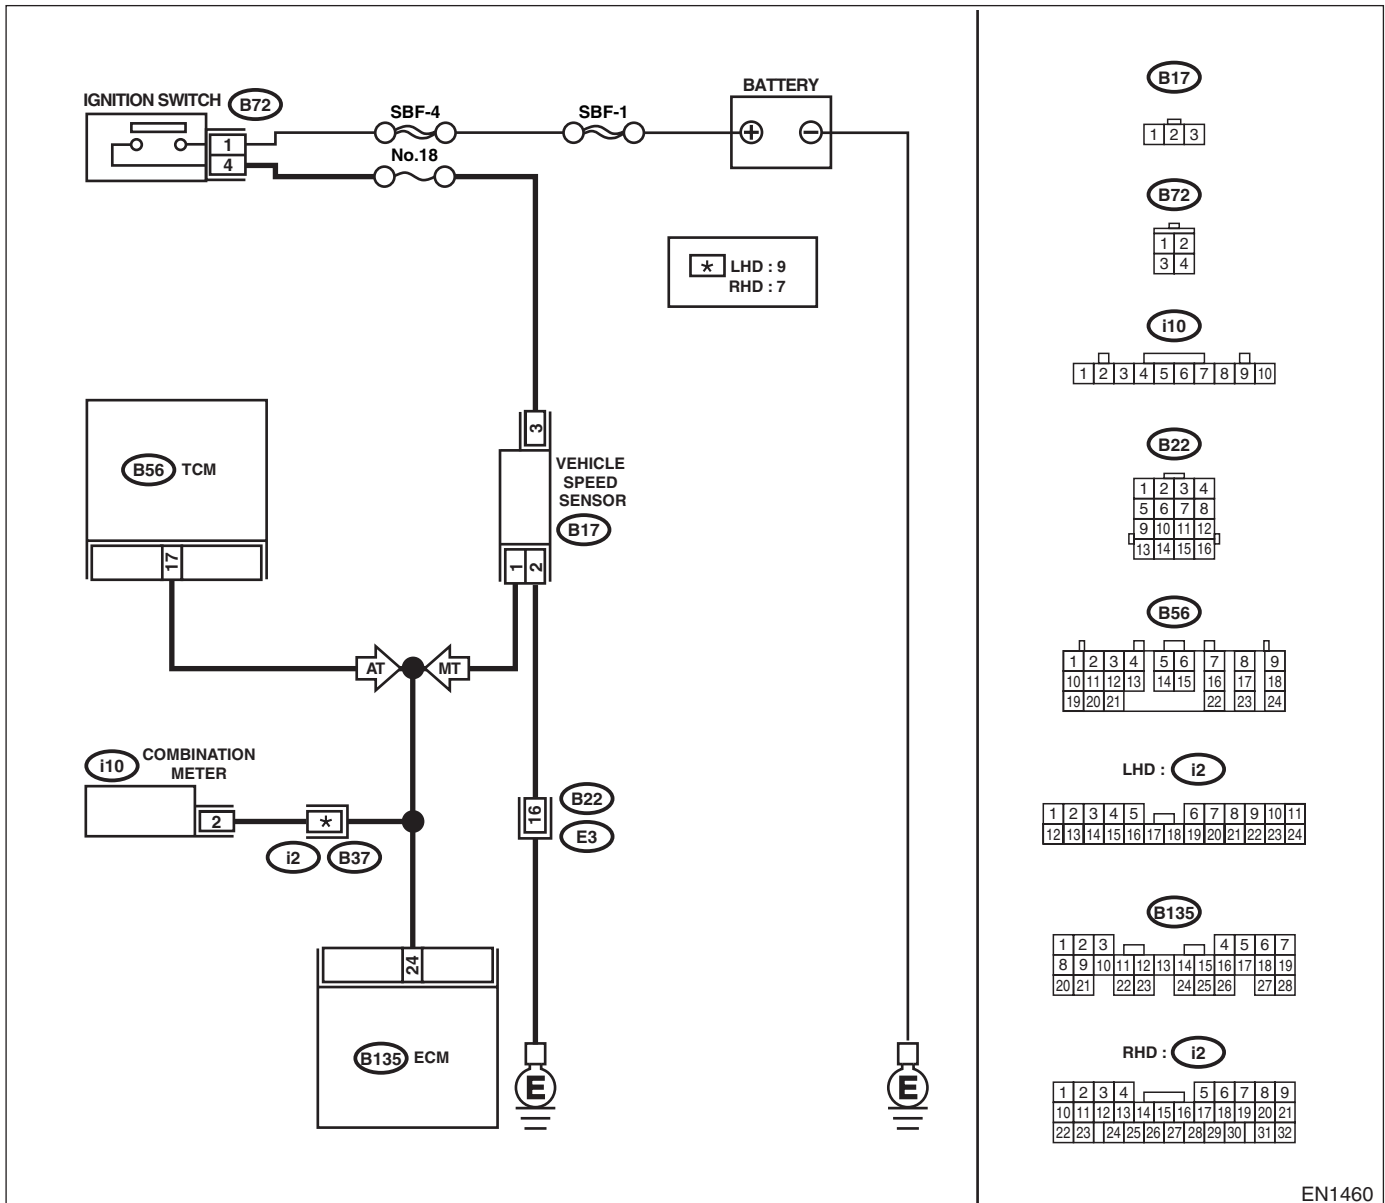 IGNITION SWITCH B72
1
4
SBF-4
No.18
SBF-1
BATTERY
+ −
* LHD : 9
RHD : 7
B56 TCM
17
3
VEHICLE
SPEED
SENSOR
B17
1 2
AT MT
i10 COMBINATION
METER
2
*
i2 B37
16
B22
E3
24
B135 ECM
E
E
B17
1 2 3
B72
1 2
3 4
i10
1 2 3 4 5 6 7 8 9 10
B22
1 2 3 4
5 6 7 8
9 10 11 12
13 14 15 16
B56
1 2 3 4 5 6 7 8 9
10 11 12 13 14 15 16 17 18
19 20 21 22 23 24
LHD : i2
1 2 3 4 5 6 7 8 9 10 11
12 13 14 15 16 17 18 19 20 21 22 23 24
B135
1 2 3 4 5 6 7
8 9 10 11 12 13 14 15 16 17 18 19
20 21 22 23 24 25 26 27 28
RHD : i2
1 2 3 4 5 6 7 8 9
10 11 12 13 14 15 16 17 18 19 20 21
22 23 24 25 26 27 28 29 30 31 32
EN1460